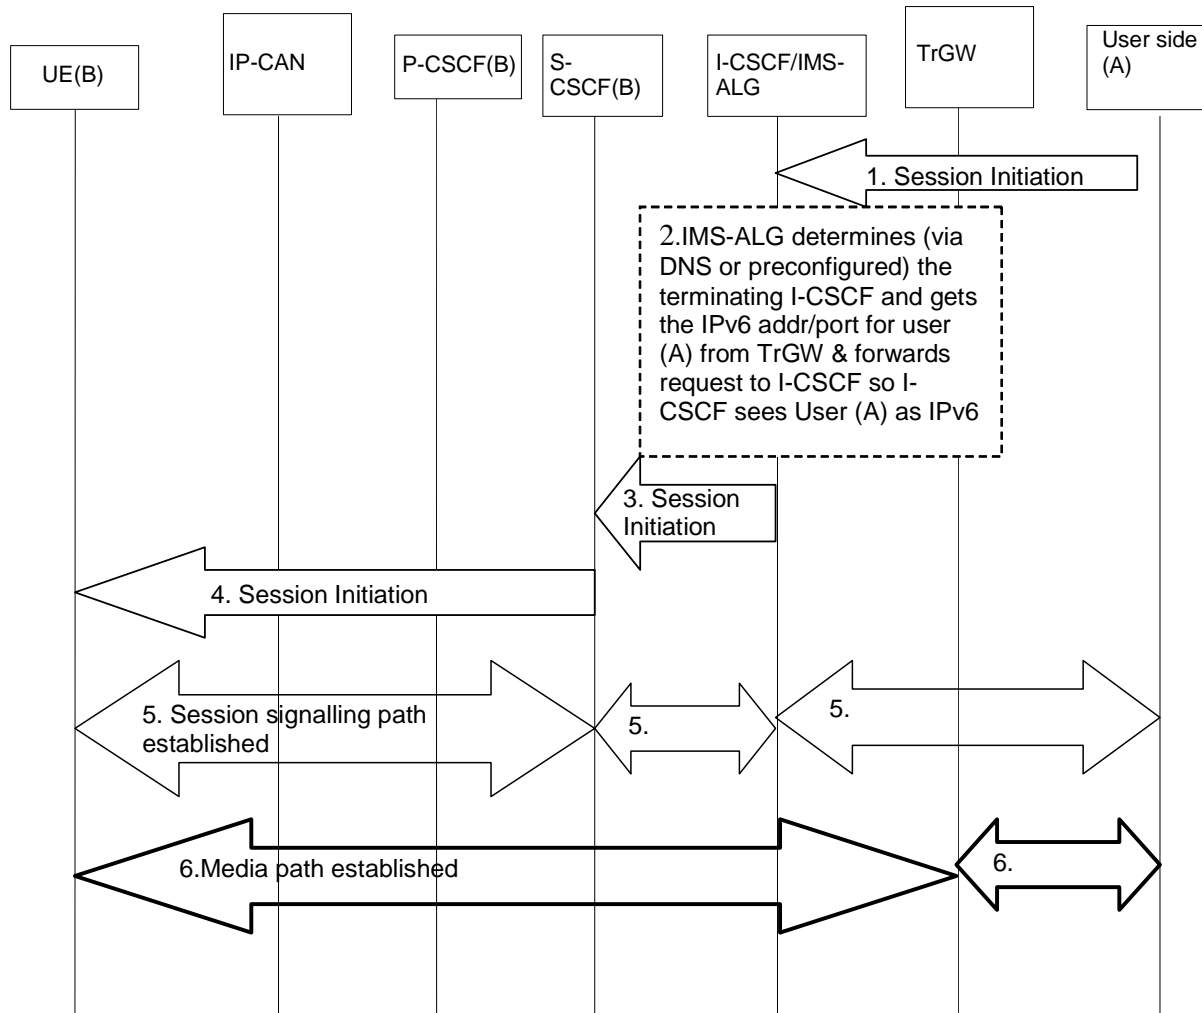 UE(B)
IP-CAN
P-CSCF(B)
S-
CSCF(B)
I-CSCF/IMS-
ALG
TrGW
User side
(A)
1. Session Initiation
2.IMS-ALG determines (via
DNS or preconfigured) the
terminating I-CSCF and gets
the IPv6 addr/port for user
(A) from TrGW & forwards
request to I-CSCF so I-
CSCF sees User (A) as IPv6
3. Session
Initiation
4. Session Initiation
5. Session signalling path
established
5.
5.
6.Media path established
6.